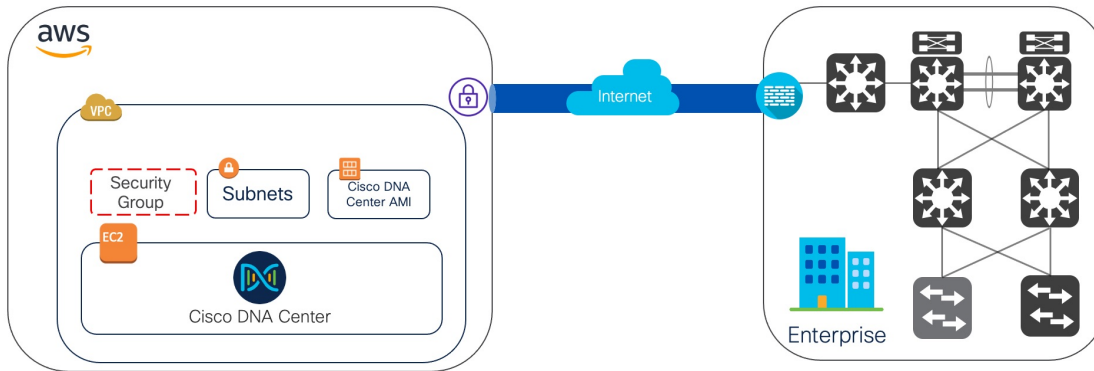 aws
VPC
Internet
Security
Group
Subnets
Cisco DNA
Center AMI
EC2
Cisco DNA Center
Enterprise